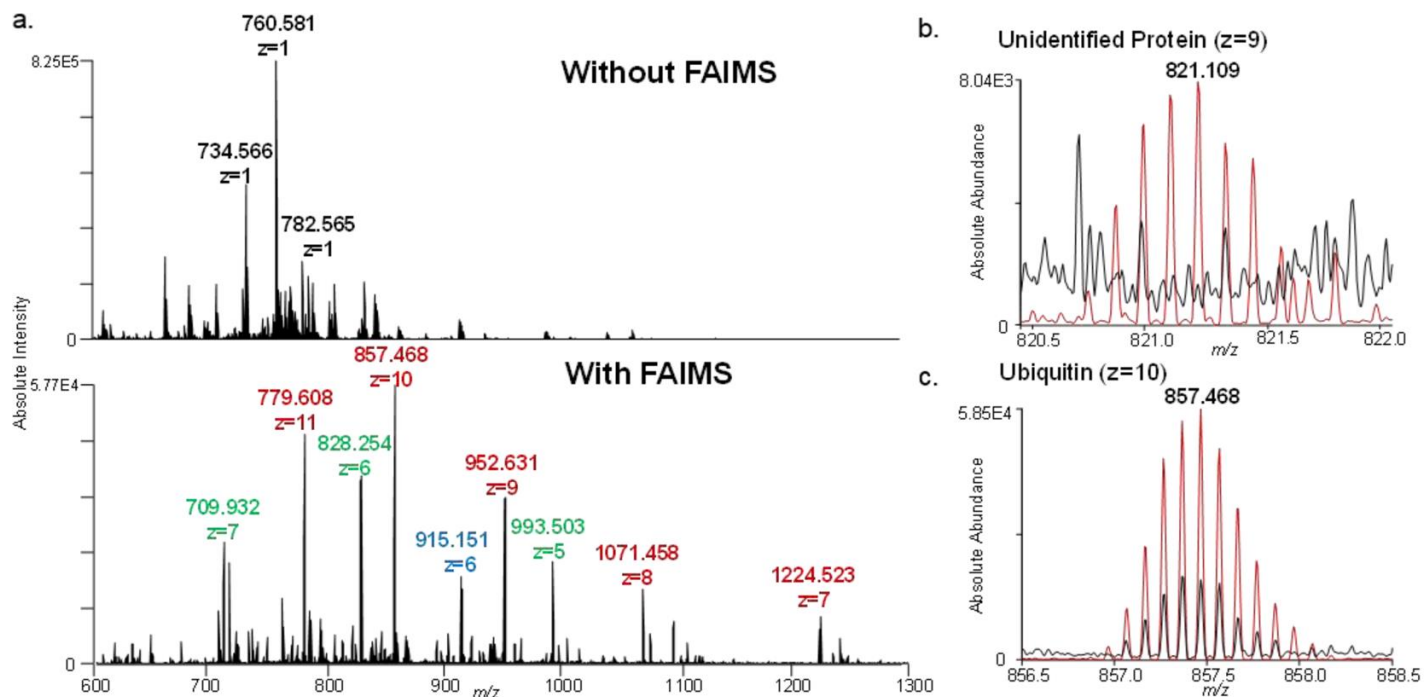 a.
760.581
z=1
8.25E5
Without FAIMS
734.566
z=1
782.565
z=1
0
Absolute Intensity
857.468
z=10
5.77E4
With FAIMS
779.608
z=11
828.254
z=6
952.631
z=9
709.932
z=7
915.151
z=6
993.503
z=5
1071.458
z=8
1224.523
z=7
0
600 700 800 900 1000 1100 1200 1300
m/z
b.
Unidentified Protein (z=9)
821.109
8.04E3
Absolute Abundance
0
820.5 821.0 821.5 822.0
m/z
c.
Ubiquitin (z=10)
857.468
5.85E4
Absolute Abundance
0
856.5 857.0 857.5 858.0 858.5
m/z